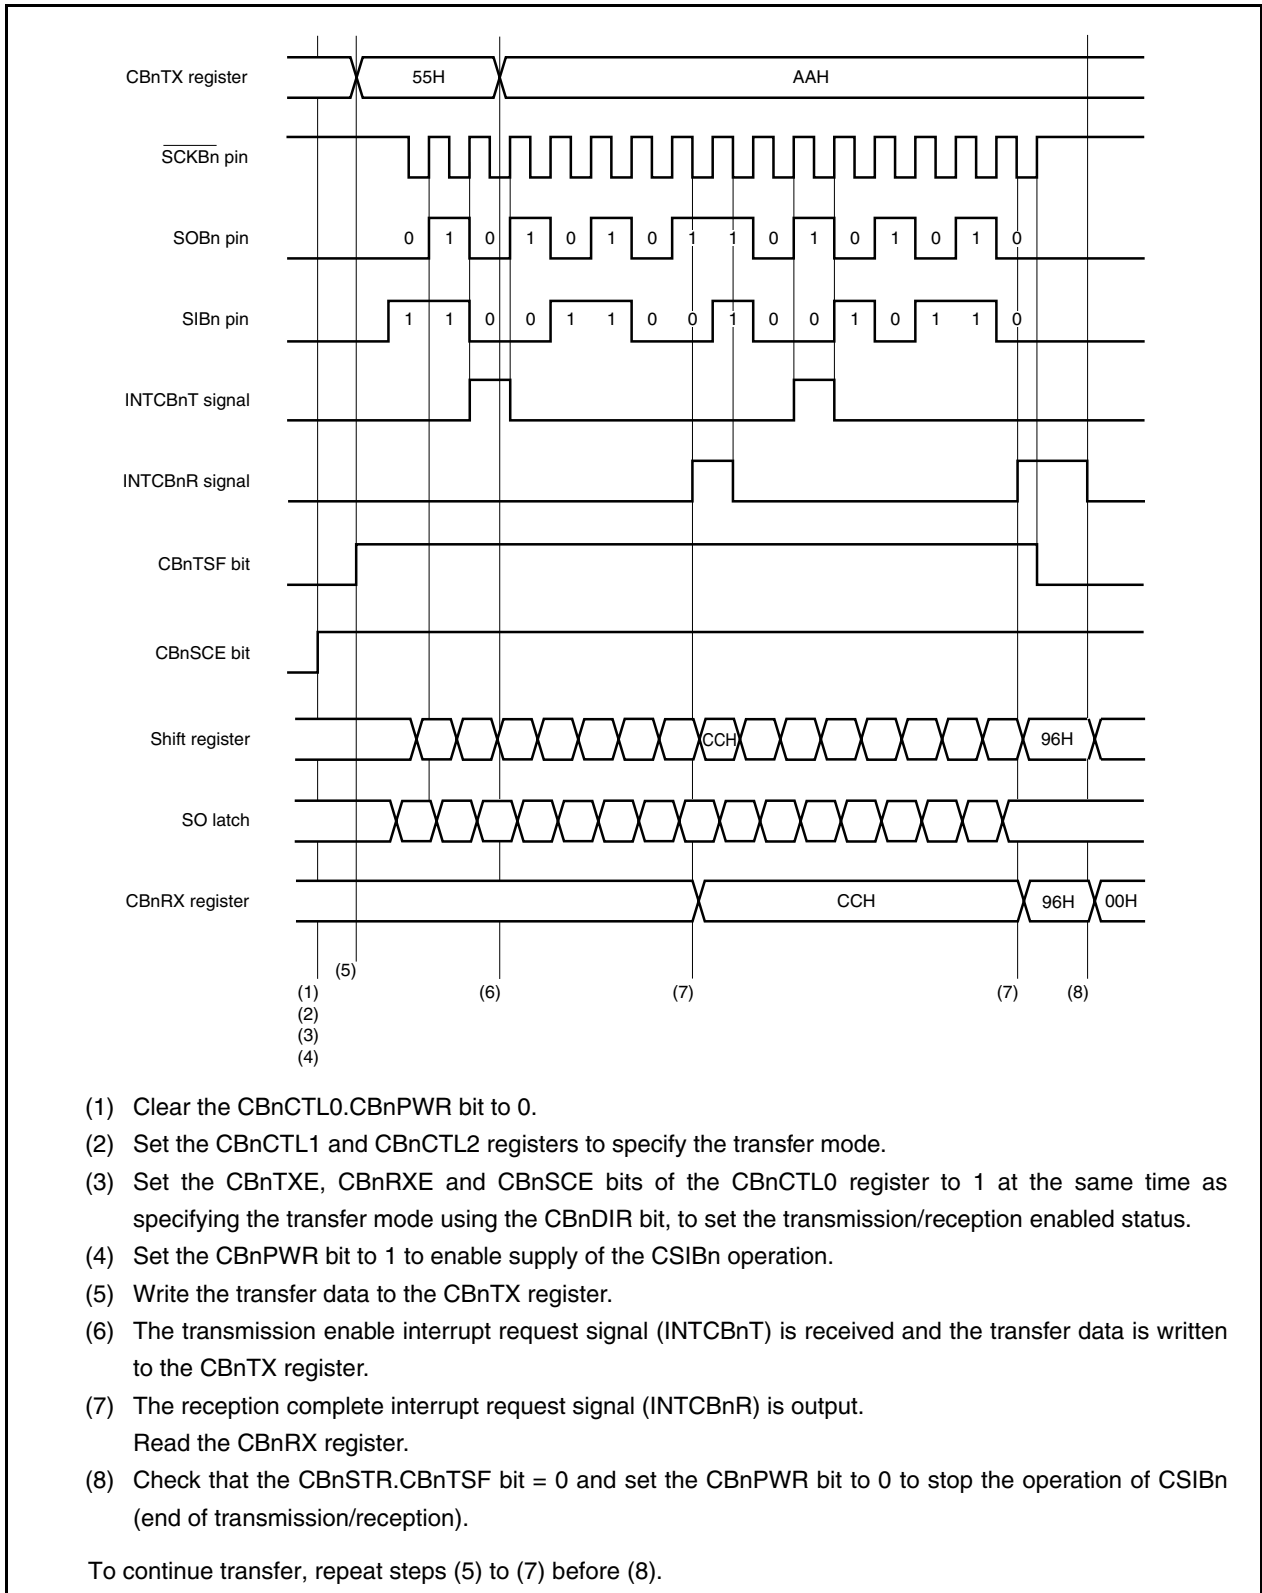 CBnTX register 55H AAH
SCKBn pin
SOBn pin 0 1 0 1 0 1 0 1 1 0 1 0 1 0 1 0
SIBn pin 1 1 0 0 1 1 0 0 1 0 0 1 0 1 1 0
INTCBnT signal
INTCBnR signal
CBnTSF bit
CBnSCE bit
Shift register CCH 96H
SO latch
CBnRX register CCH 96H 00H
(5)
(1) (6) (7) (7) (8)
(2)
(3)
(4)
(1) Clear the CBnCTL0.CBnPWR bit to 0.
(2) Set the CBnCTL1 and CBnCTL2 registers to specify the transfer mode.
(3) Set the CBnTXE, CBnRXE and CBnSCE bits of the CBnCTL0 register to 1 at the same time as
specifying the transfer mode using the CBnDIR bit, to set the transmission/reception enabled status.
(4) Set the CBnPWR bit to 1 to enable supply of the CSIBn operation.
(5) Write the transfer data to the CBnTX register.
(6) The transmission enable interrupt request signal (INTCBnT) is received and the transfer data is written
to the CBnTX register.
(7) The reception complete interrupt request signal (INTCBnR) is output.
Read the CBnRX register.
(8) Check that the CBnSTR.CBnTSF bit = 0 and set the CBnPWR bit to 0 to stop the operation of CSIBn
(end of transmission/reception).
To continue transfer, repeat steps (5) to (7) before (8).